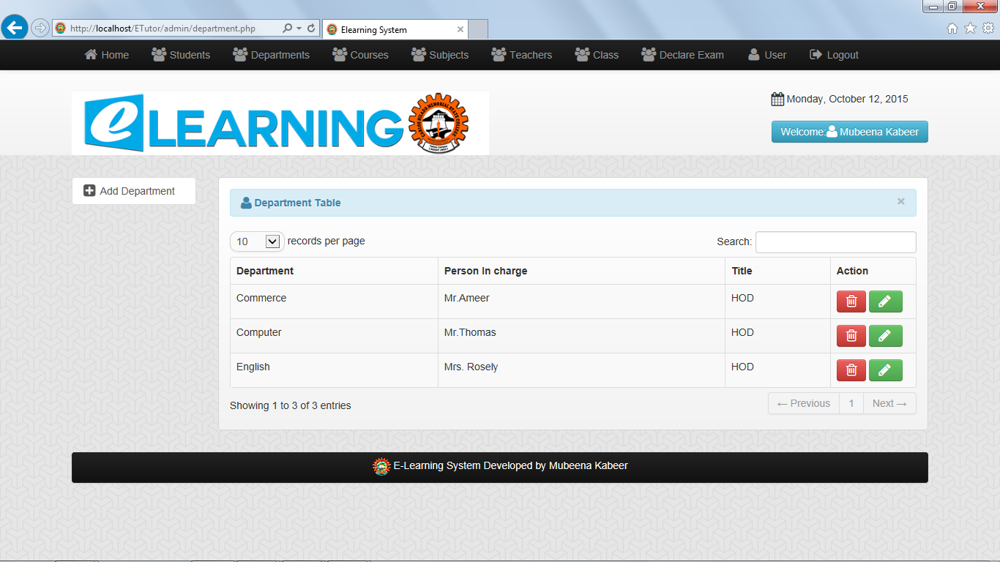 http://localhost/ETutor/admin/department.php
Elearning System
Home Students Departments Courses Subjects Teachers Class Declare Exam User Logout
e LEARNING
Monday, October 12, 2015
Welcome: Mubeena Kabeer
Add Department
Department Table ×
10 records per page Search:
Department Person In charge Title Action
Commerce Mr.Ameer HOD
Computer Mr.Thomas HOD
English Mrs. Rosely HOD
Showing 1 to 3 of 3 entries
← Previous 1 Next →
E-Learning System Developed by Mubeena Kabeer